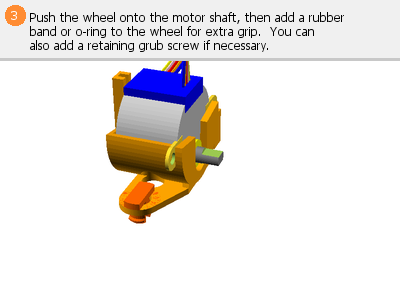 3 Push the wheel onto the motor shaft, then add a rubber
band or o-ring to the wheel for extra grip.  You can
also add a retaining grub screw if necessary.